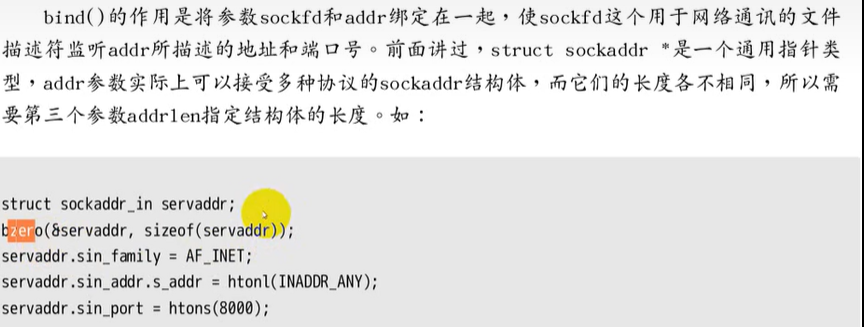 bind()的作用是将参数sockfd和addr绑定在一起，使sockfd这个用于网络通讯的文件
描述符监听addr所描述的地址和端口号。前面讲过，struct sockaddr *是一个通用指针类
型，addr参数实际上可以接受多种协议的sockaddr结构体，而它们的长度各不相同，所以需
要第三个参数addrlen指定结构体的长度。如：
struct sockaddr_in servaddr;
bzero(&servaddr, sizeof(servaddr));
servaddr.sin_family = AF_INET;
servaddr.sin_addr.s_addr = htonl(INADDR_ANY);
servaddr.sin_port = htons(8000);